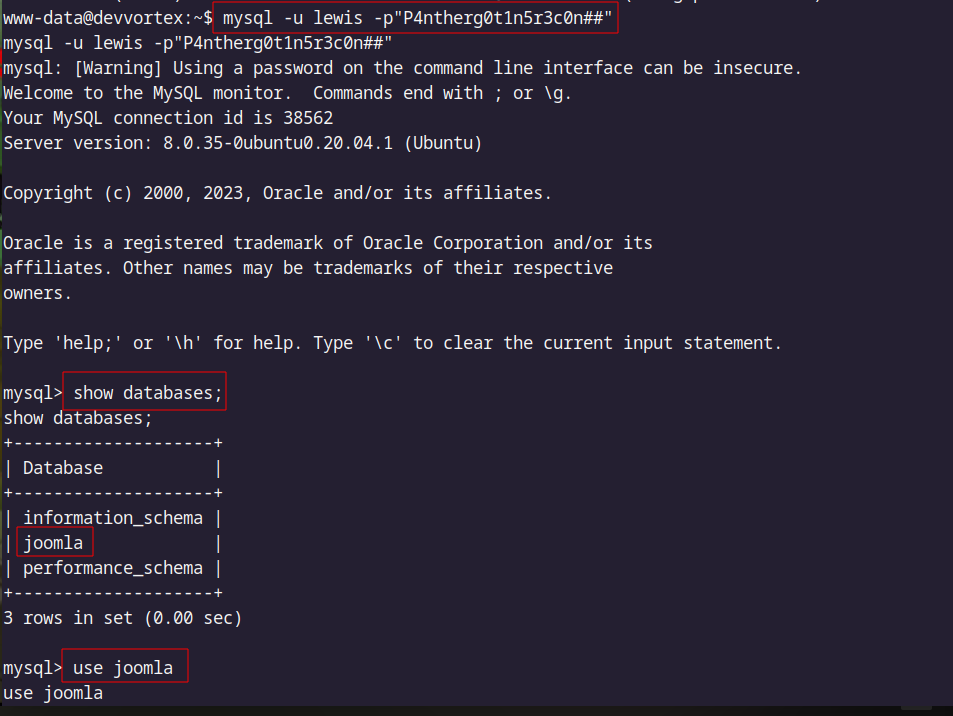 www-data@devvortex:~$ mysql -u lewis -p"P4ntherg0t1n5r3c0n##"
mysql -u lewis -p"P4ntherg0t1n5r3c0n##"
mysql: [Warning] Using a password on the command line interface can be insecure.
Welcome to the MySQL monitor.  Commands end with ; or \g.
Your MySQL connection id is 38562
Server version: 8.0.35-0ubuntu0.20.04.1 (Ubuntu)

Copyright (c) 2000, 2023, Oracle and/or its affiliates.

Oracle is a registered trademark of Oracle Corporation and/or its
affiliates. Other names may be trademarks of their respective
owners.

Type 'help;' or '\h' for help. Type '\c' to clear the current input statement.

mysql> show databases;
show databases;
+--------------------+
| Database           |
+--------------------+
| information_schema |
| joomla             |
| performance_schema |
+--------------------+
3 rows in set (0.00 sec)

mysql> use joomla
use joomla